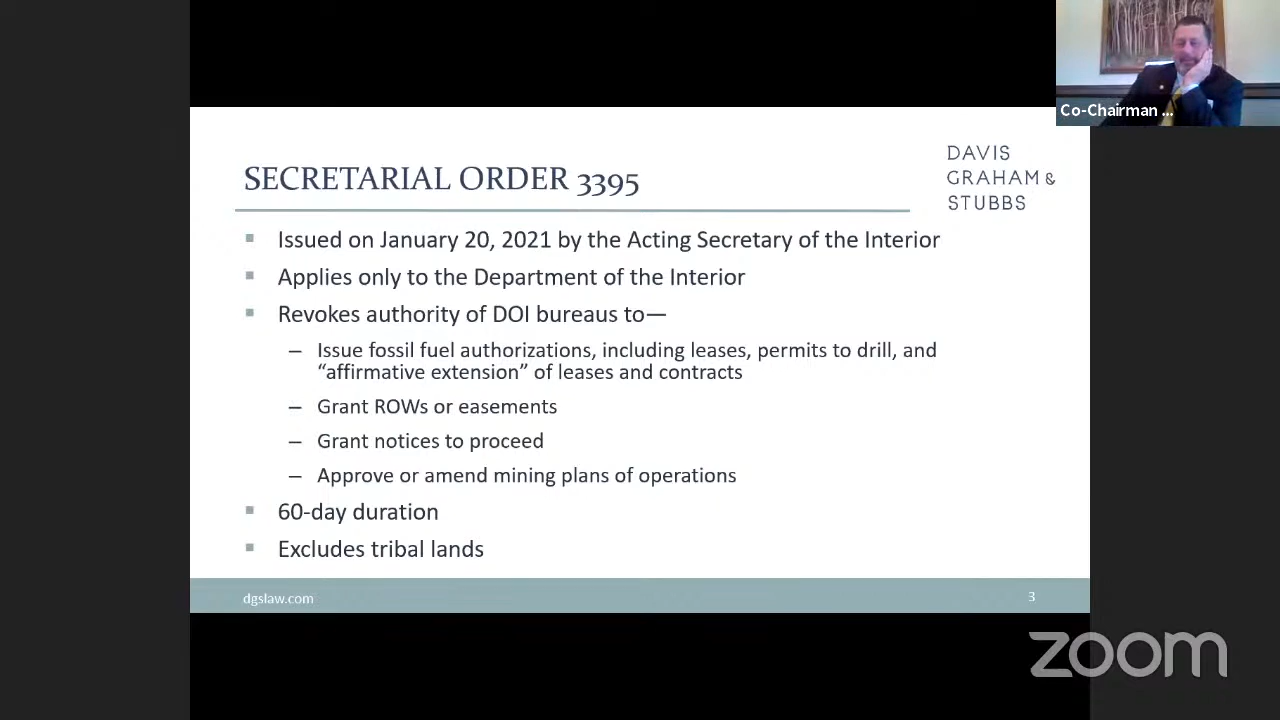 Co-Chairman ...
DAVIS
GRAHAM &
STUBBS
SECRETARIAL ORDER 3395
▪ Issued on January 20, 2021 by the Acting Secretary of the Interior
▪ Applies only to the Department of the Interior
▪ Revokes authority of DOI bureaus to—
– Issue fossil fuel authorizations, including leases, permits to drill, and
“affirmative extension” of leases and contracts
– Grant ROWs or easements
– Grant notices to proceed
– Approve or amend mining plans of operations
▪ 60-day duration
▪ Excludes tribal lands
dgslaw.com
3
zoom